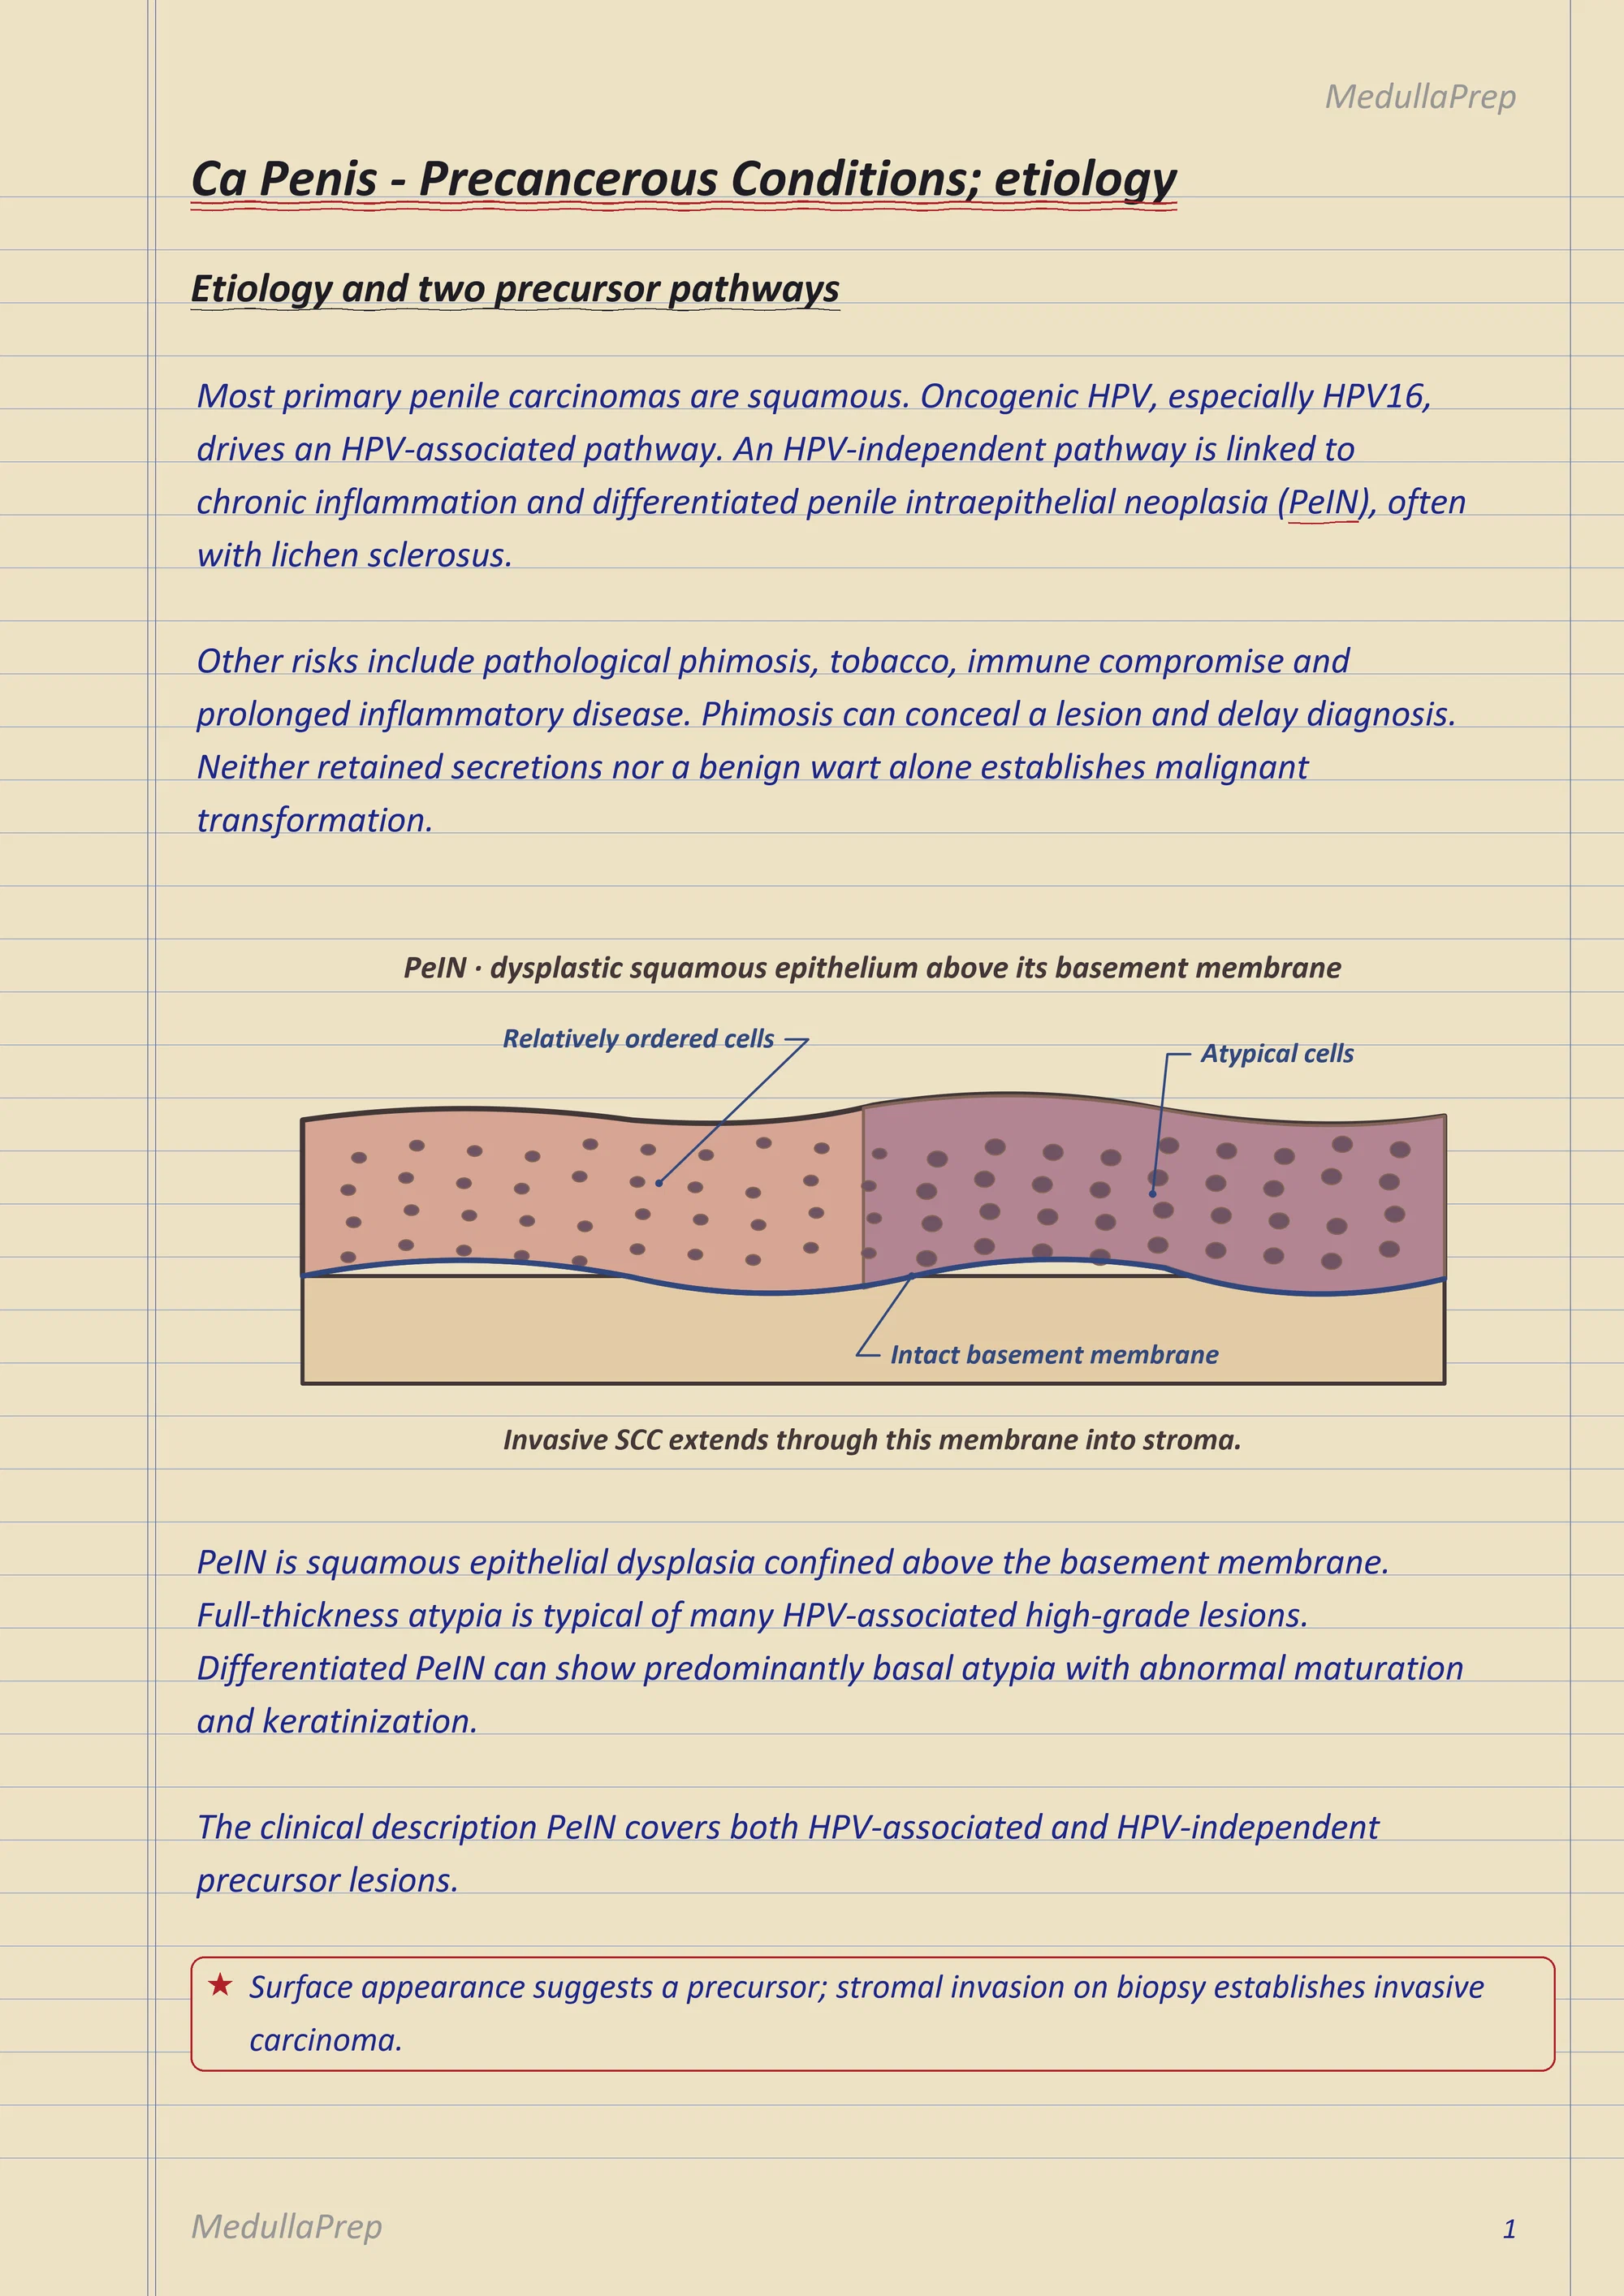 MedullaPrep
Ca Penis - Precancerous Conditions; etiology
Etiology and two precursor pathways
Most primary penile carcinomas are squamous. Oncogenic HPV, especially HPV16,
drives an HPV-associated pathway. An HPV-independent pathway is linked to
chronic inflammation and differentiated penile intraepithelial neoplasia (PeIN), often
with lichen sclerosus.
Other risks include pathological phimosis, tobacco, immune compromise and
prolonged inflammatory disease. Phimosis can conceal a lesion and delay diagnosis.
Neither retained secretions nor a benign wart alone establishes malignant
transformation.
PeIN · dysplastic squamous epithelium above its basement membrane
Relatively ordered cells
Atypical cells
Intact basement membrane
Invasive SCC extends through this membrane into stroma.
PeIN is squamous epithelial dysplasia confined above the basement membrane.
Full-thickness atypia is typical of many HPV-associated high-grade lesions.
Differentiated PeIN can show predominantly basal atypia with abnormal maturation
and keratinization.
The clinical description PeIN covers both HPV-associated and HPV-independent
precursor lesions.
★ Surface appearance suggests a precursor; stromal invasion on biopsy establishes invasive
carcinoma.
MedullaPrep
1